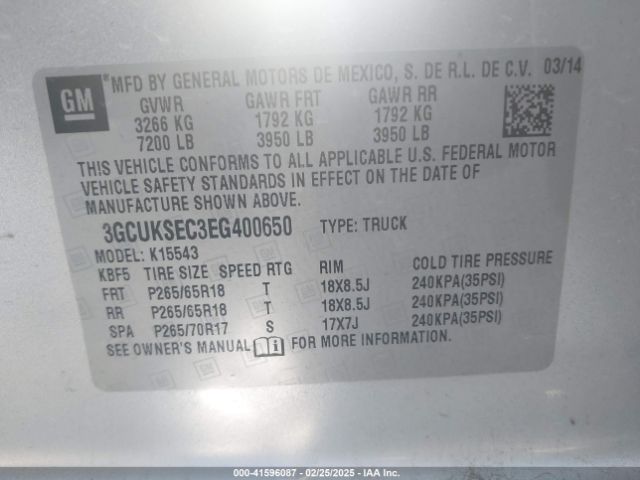 GM
*MFD BY GENERAL MOTORS DE MEXICO, S. DE R.L. DE C.V. 03/14
GVWR GAWR FRT GAWR RR
3266 KG 1792 KG 1792 KG
7200 LB 3950 LB 3950 LB
THIS VEHICLE CONFORMS TO ALL APPLICABLE U.S. FEDERAL MOTOR
VEHICLE SAFETY STANDARDS IN EFFECT ON THE DATE OF
MANUFACTURE SHOWN ABOVE.
3GCUKSEC3EG400650 TYPE: TRUCK
MODEL: K15543
KBF5 TIRE SIZE SPEED RTG RIM COLD TIRE PRESSURE
FRT P265/65R18 T 18X8.5J 240KPA(35PSI)
RR P265/65R18 T 18X8.5J 240KPA(35PSI)
SPA P265/70R17 S 17X7J 240KPA(35PSI)
SEE OWNER'S MANUAL FOR MORE INFORMATION.
000-41596087 - 02/25/2025 - IAA Inc.